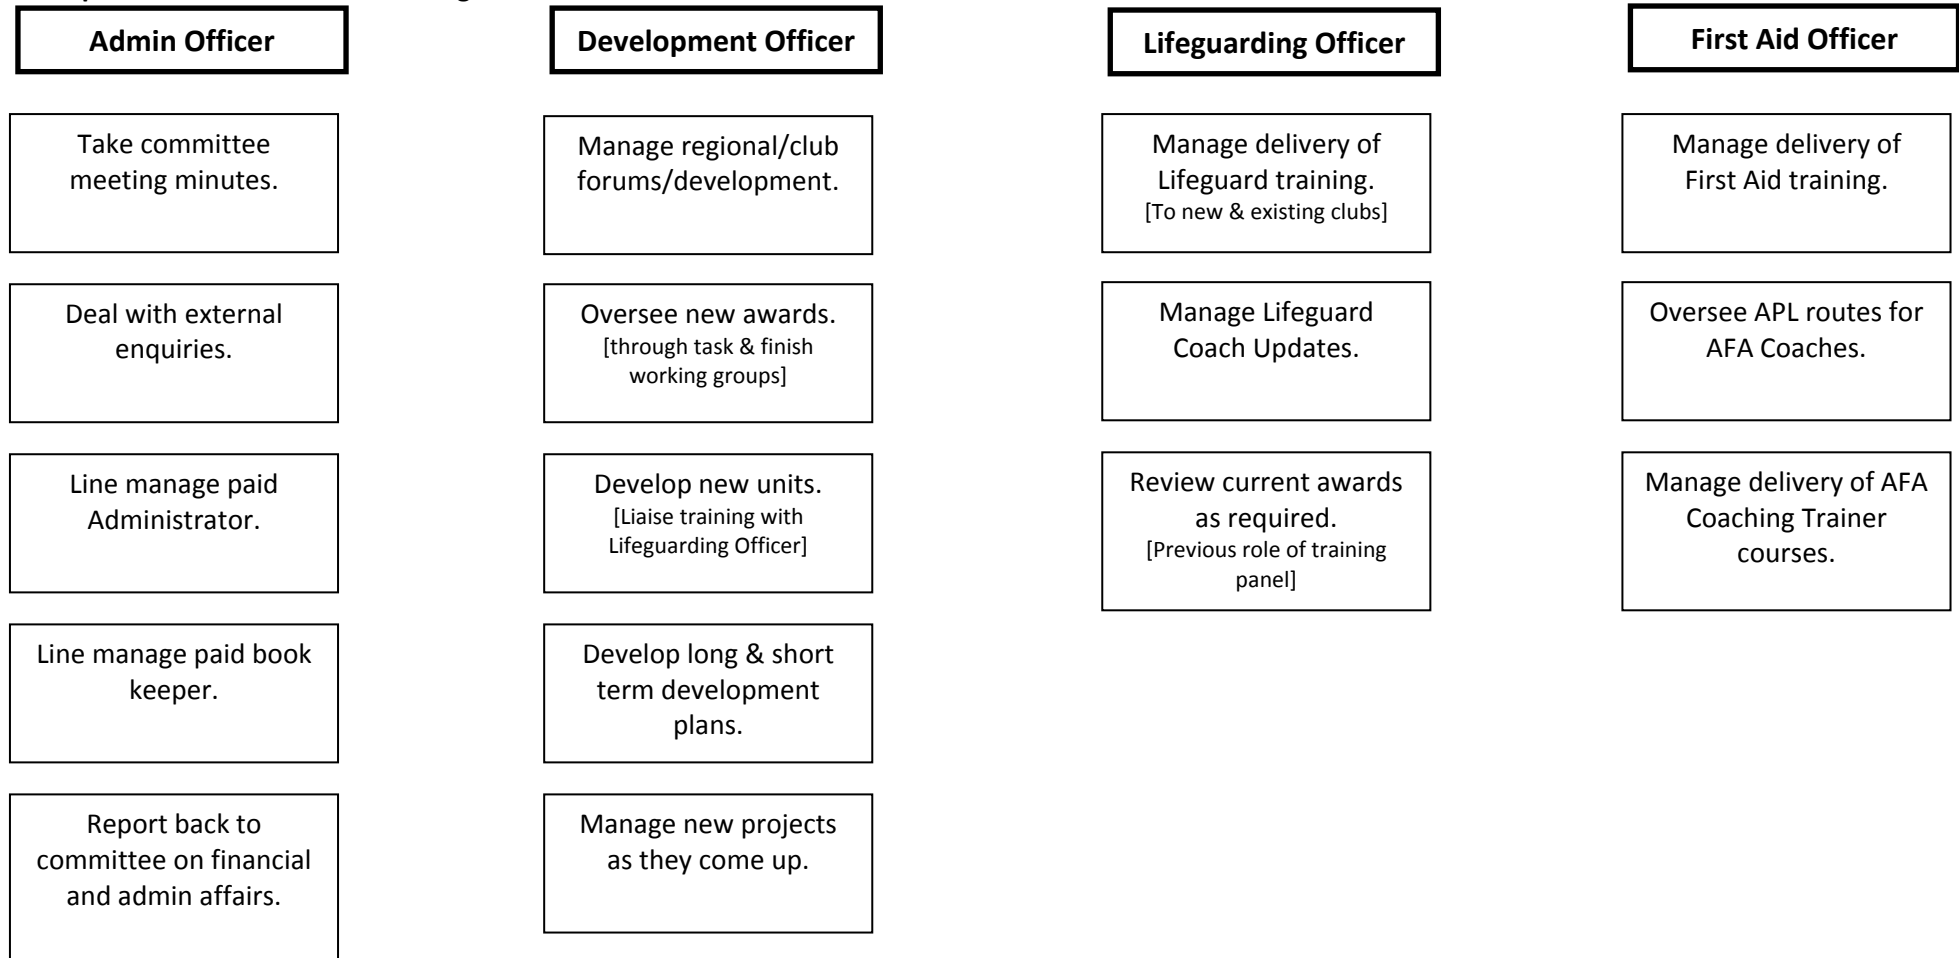 Admin Officer
Take committee
meeting minutes.
Deal with external
enquiries.
Line manage paid
Administrator.
Line manage paid book
keeper.
Report back to
committee on financial
and admin affairs.
Development Officer
Manage regional/club
forums/development.
Oversee new awards.
[through task & finish
working groups]
Develop new units.
[Liaise training with
Lifeguarding Officer]
Develop long & short
term development
plans.
Manage new projects
as they come up.
Lifeguarding Officer
Manage delivery of
Lifeguard training.
[To new & existing clubs]
Manage Lifeguard
Coach Updates.
Review current awards
as required.
[Previous role of training
panel]
First Aid Officer
Manage delivery of
First Aid training.
Oversee APL routes for
AFA Coaches.
Manage delivery of AFA
Coaching Trainer
courses.